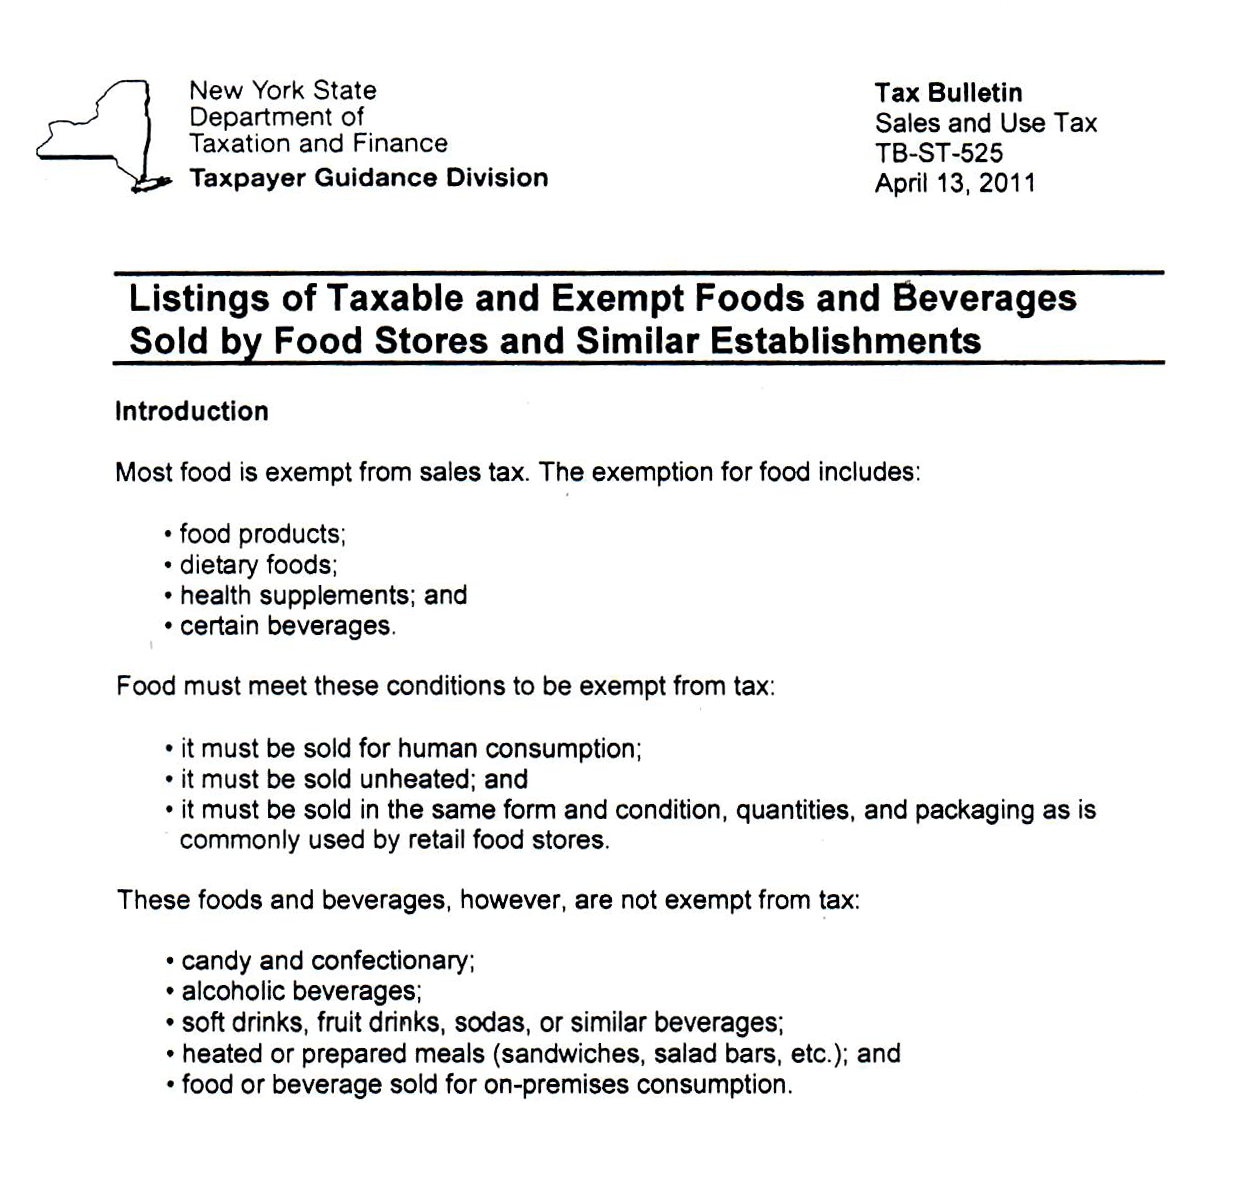 New York State
Department of
Taxation and Finance
Taxpayer Guidance Division
Tax Bulletin
Sales and Use Tax
TB-ST-525
April 13, 2011
Listings of Taxable and Exempt Foods and Beverages
Sold by Food Stores and Similar Establishments
Introduction
Most food is exempt from sales tax. The exemption for food includes:
• food products;
• dietary foods;
• health supplements; and
• certain beverages.
Food must meet these conditions to be exempt from tax:
• it must be sold for human consumption;
• it must be sold unheated; and
• it must be sold in the same form and condition, quantities, and packaging as is
commonly used by retail food stores.
These foods and beverages, however, are not exempt from tax:
• candy and confectionary;
• alcoholic beverages;
• soft drinks, fruit drinks, sodas, or similar beverages;
• heated or prepared meals (sandwiches, salad bars, etc.); and
• food or beverage sold for on-premises consumption.